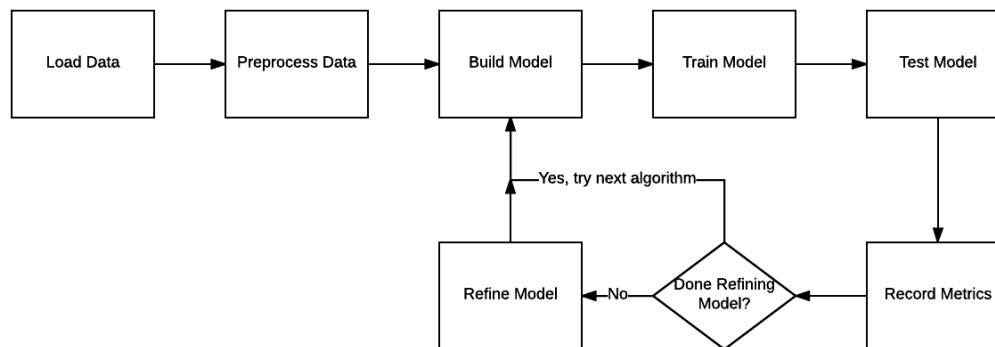 Load Data
Preprocess Data
Build Model
Train Model
Test Model
Yes, try next algorithm
Refine Model
No
Done Refining
Model?
Record Metrics